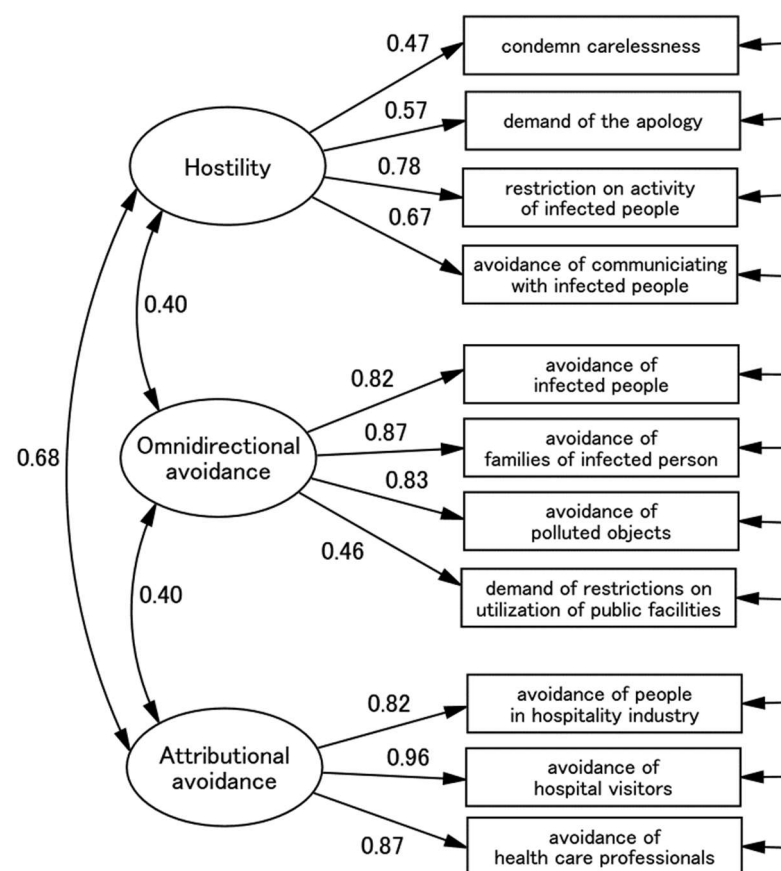 0.47
condemn carelessness
0.57
demand of the apology
Hostility
0.78
restriction on activity
of infected people
0.67
avoidance of communiciating
with infected people
0.40
0.82
avoidance of
infected people
Omnidirectional
avoidance
0.87
avoidance of
families of infected person
0.68
0.83
avoidance of
polluted objects
0.46
demand of restrictions on
utilization of public facilities
0.40
0.82
avoidance of people
in hospitality industry
Attributional
avoidance
0.96
avoidance of
hospital visitors
0.87
avoidance of
health care professionals